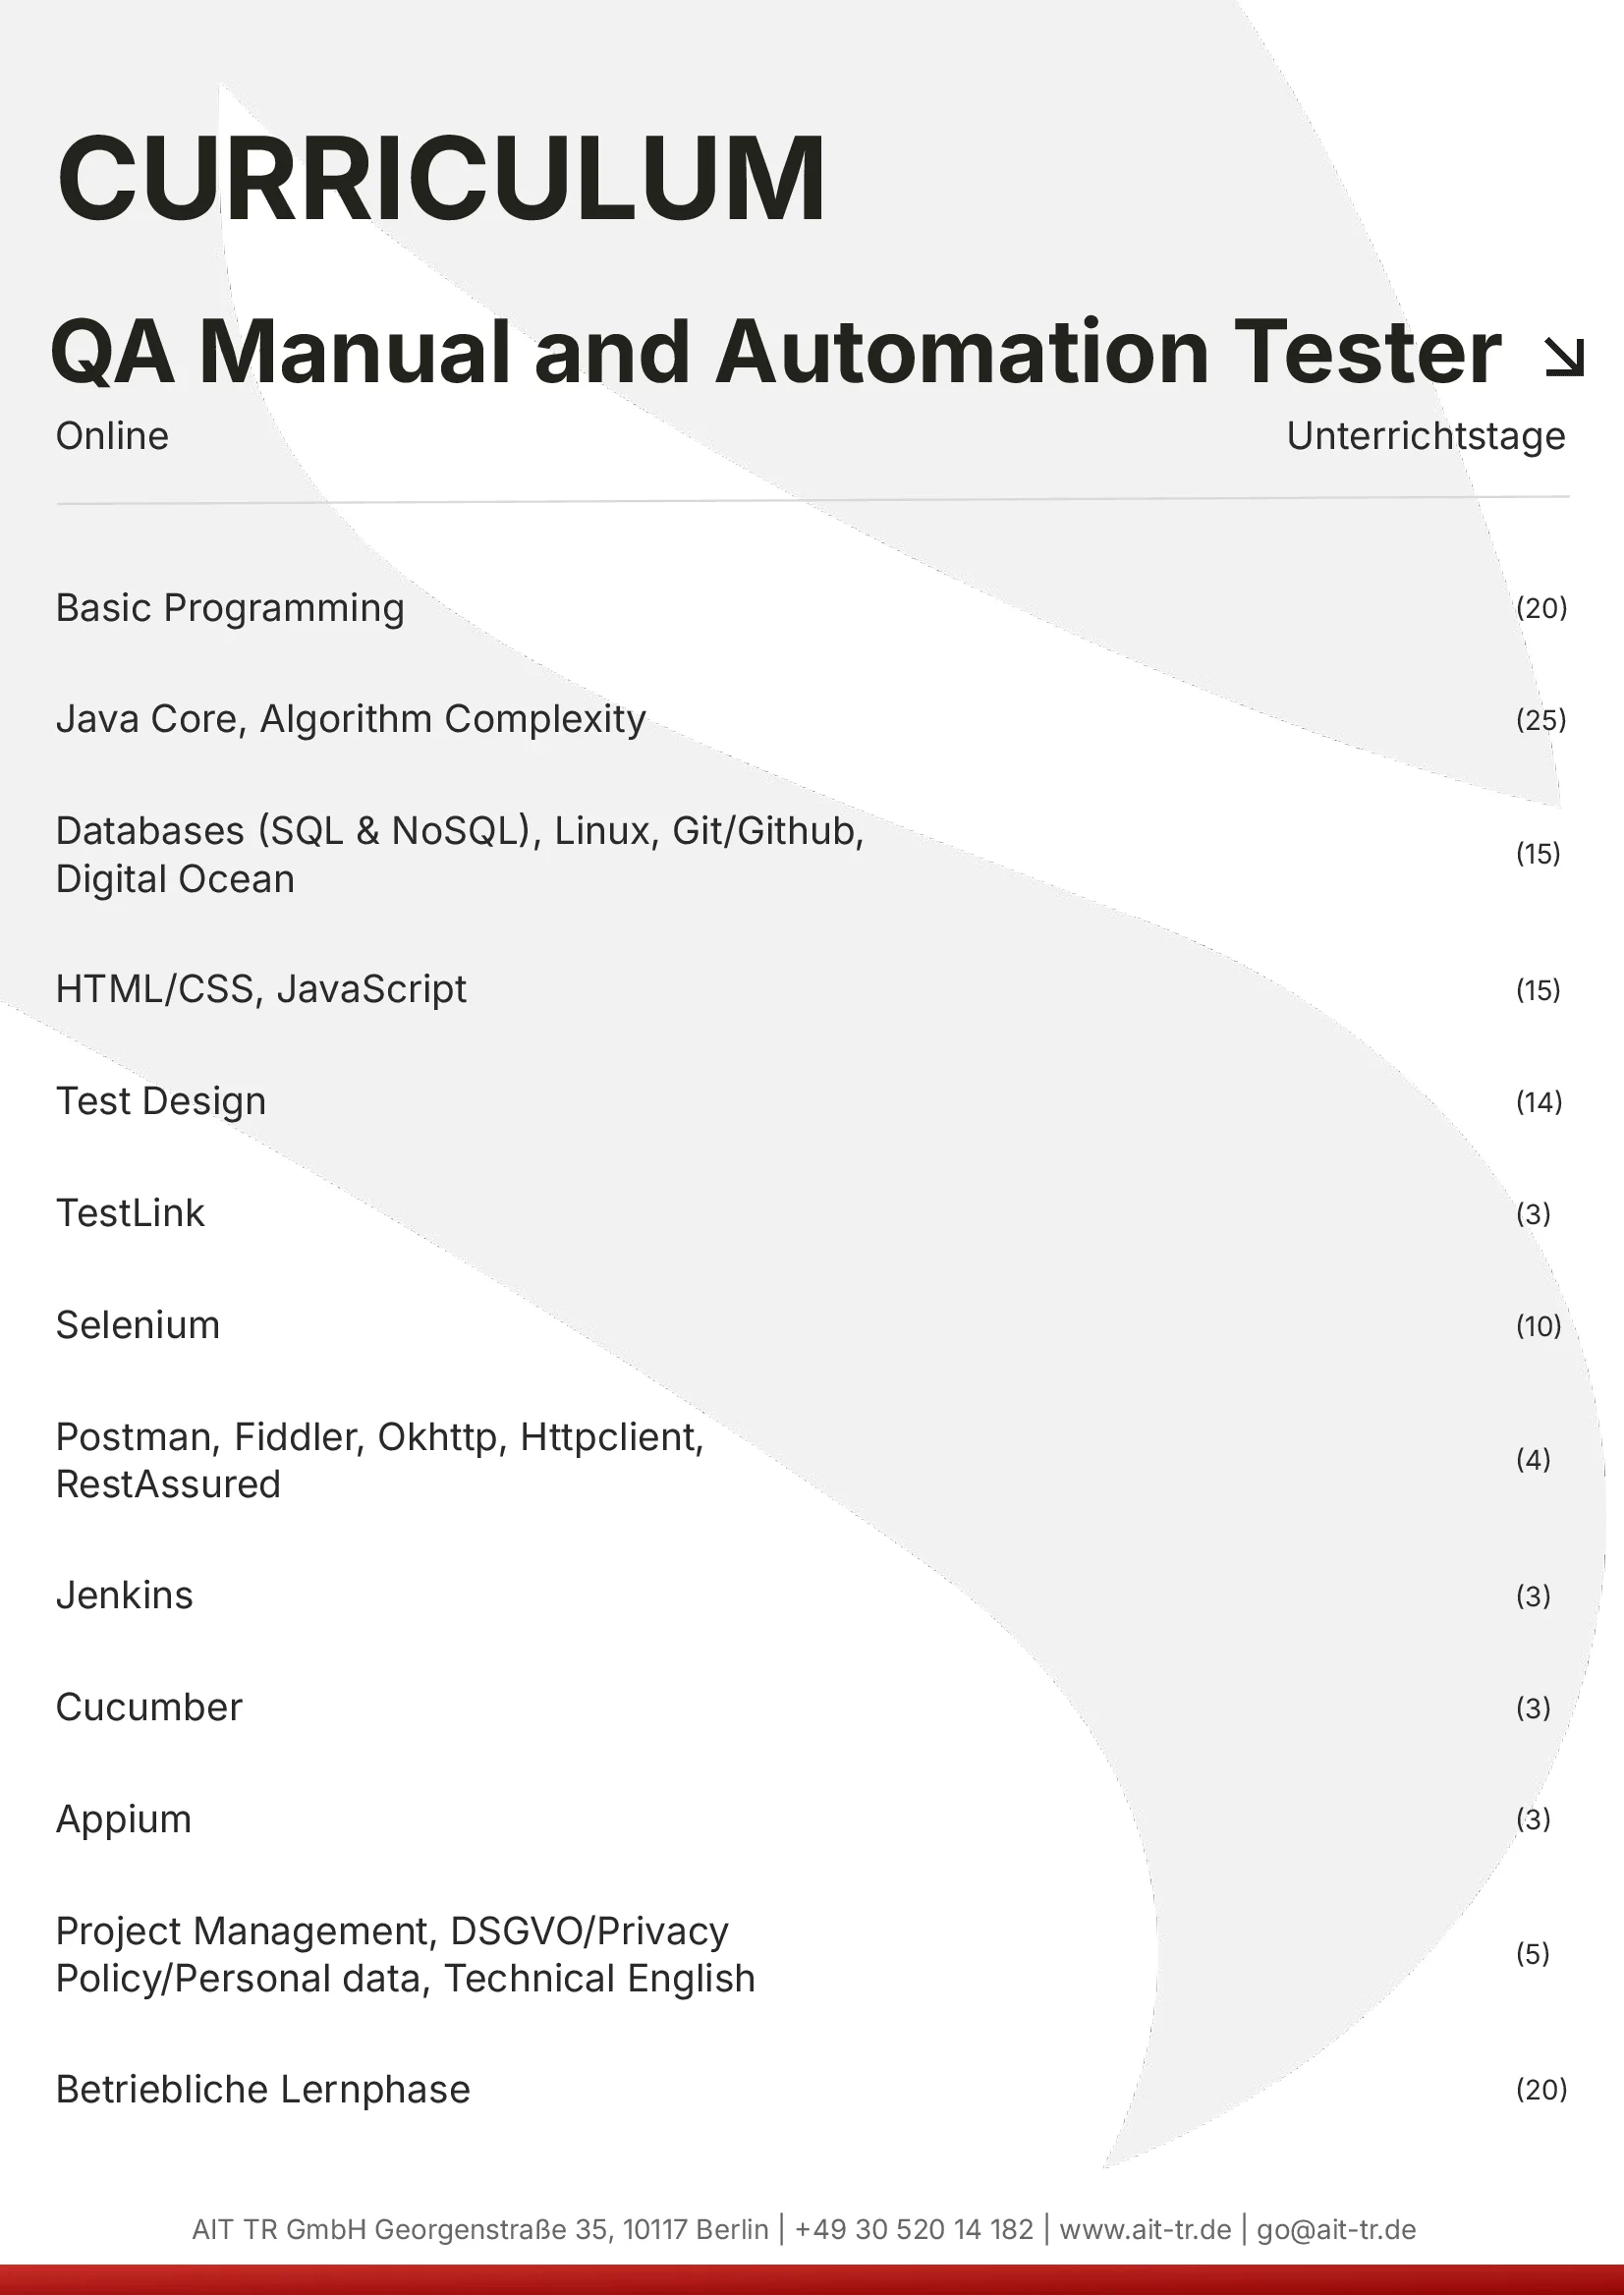 CURRICULUM
QA Manual and Automation Tester ↘
Online Unterrichtstage
Basic Programming (20)
Java Core, Algorithm Complexity (25)
Databases (SQL & NoSQL), Linux, Git/Github,
Digital Ocean (15)
HTML/CSS, JavaScript (15)
Test Design (14)
TestLink (3)
Selenium (10)
Postman, Fiddler, Okhttp, Httpclient,
RestAssured (4)
Jenkins (3)
Cucumber (3)
Appium (3)
Project Management, DSGVO/Privacy
Policy/Personal data, Technical English (5)
Betriebliche Lernphase (20)
AIT TR GmbH Georgenstraße 35, 10117 Berlin | +49 30 520 14 182 | www.ait-tr.de | go@ait-tr.de